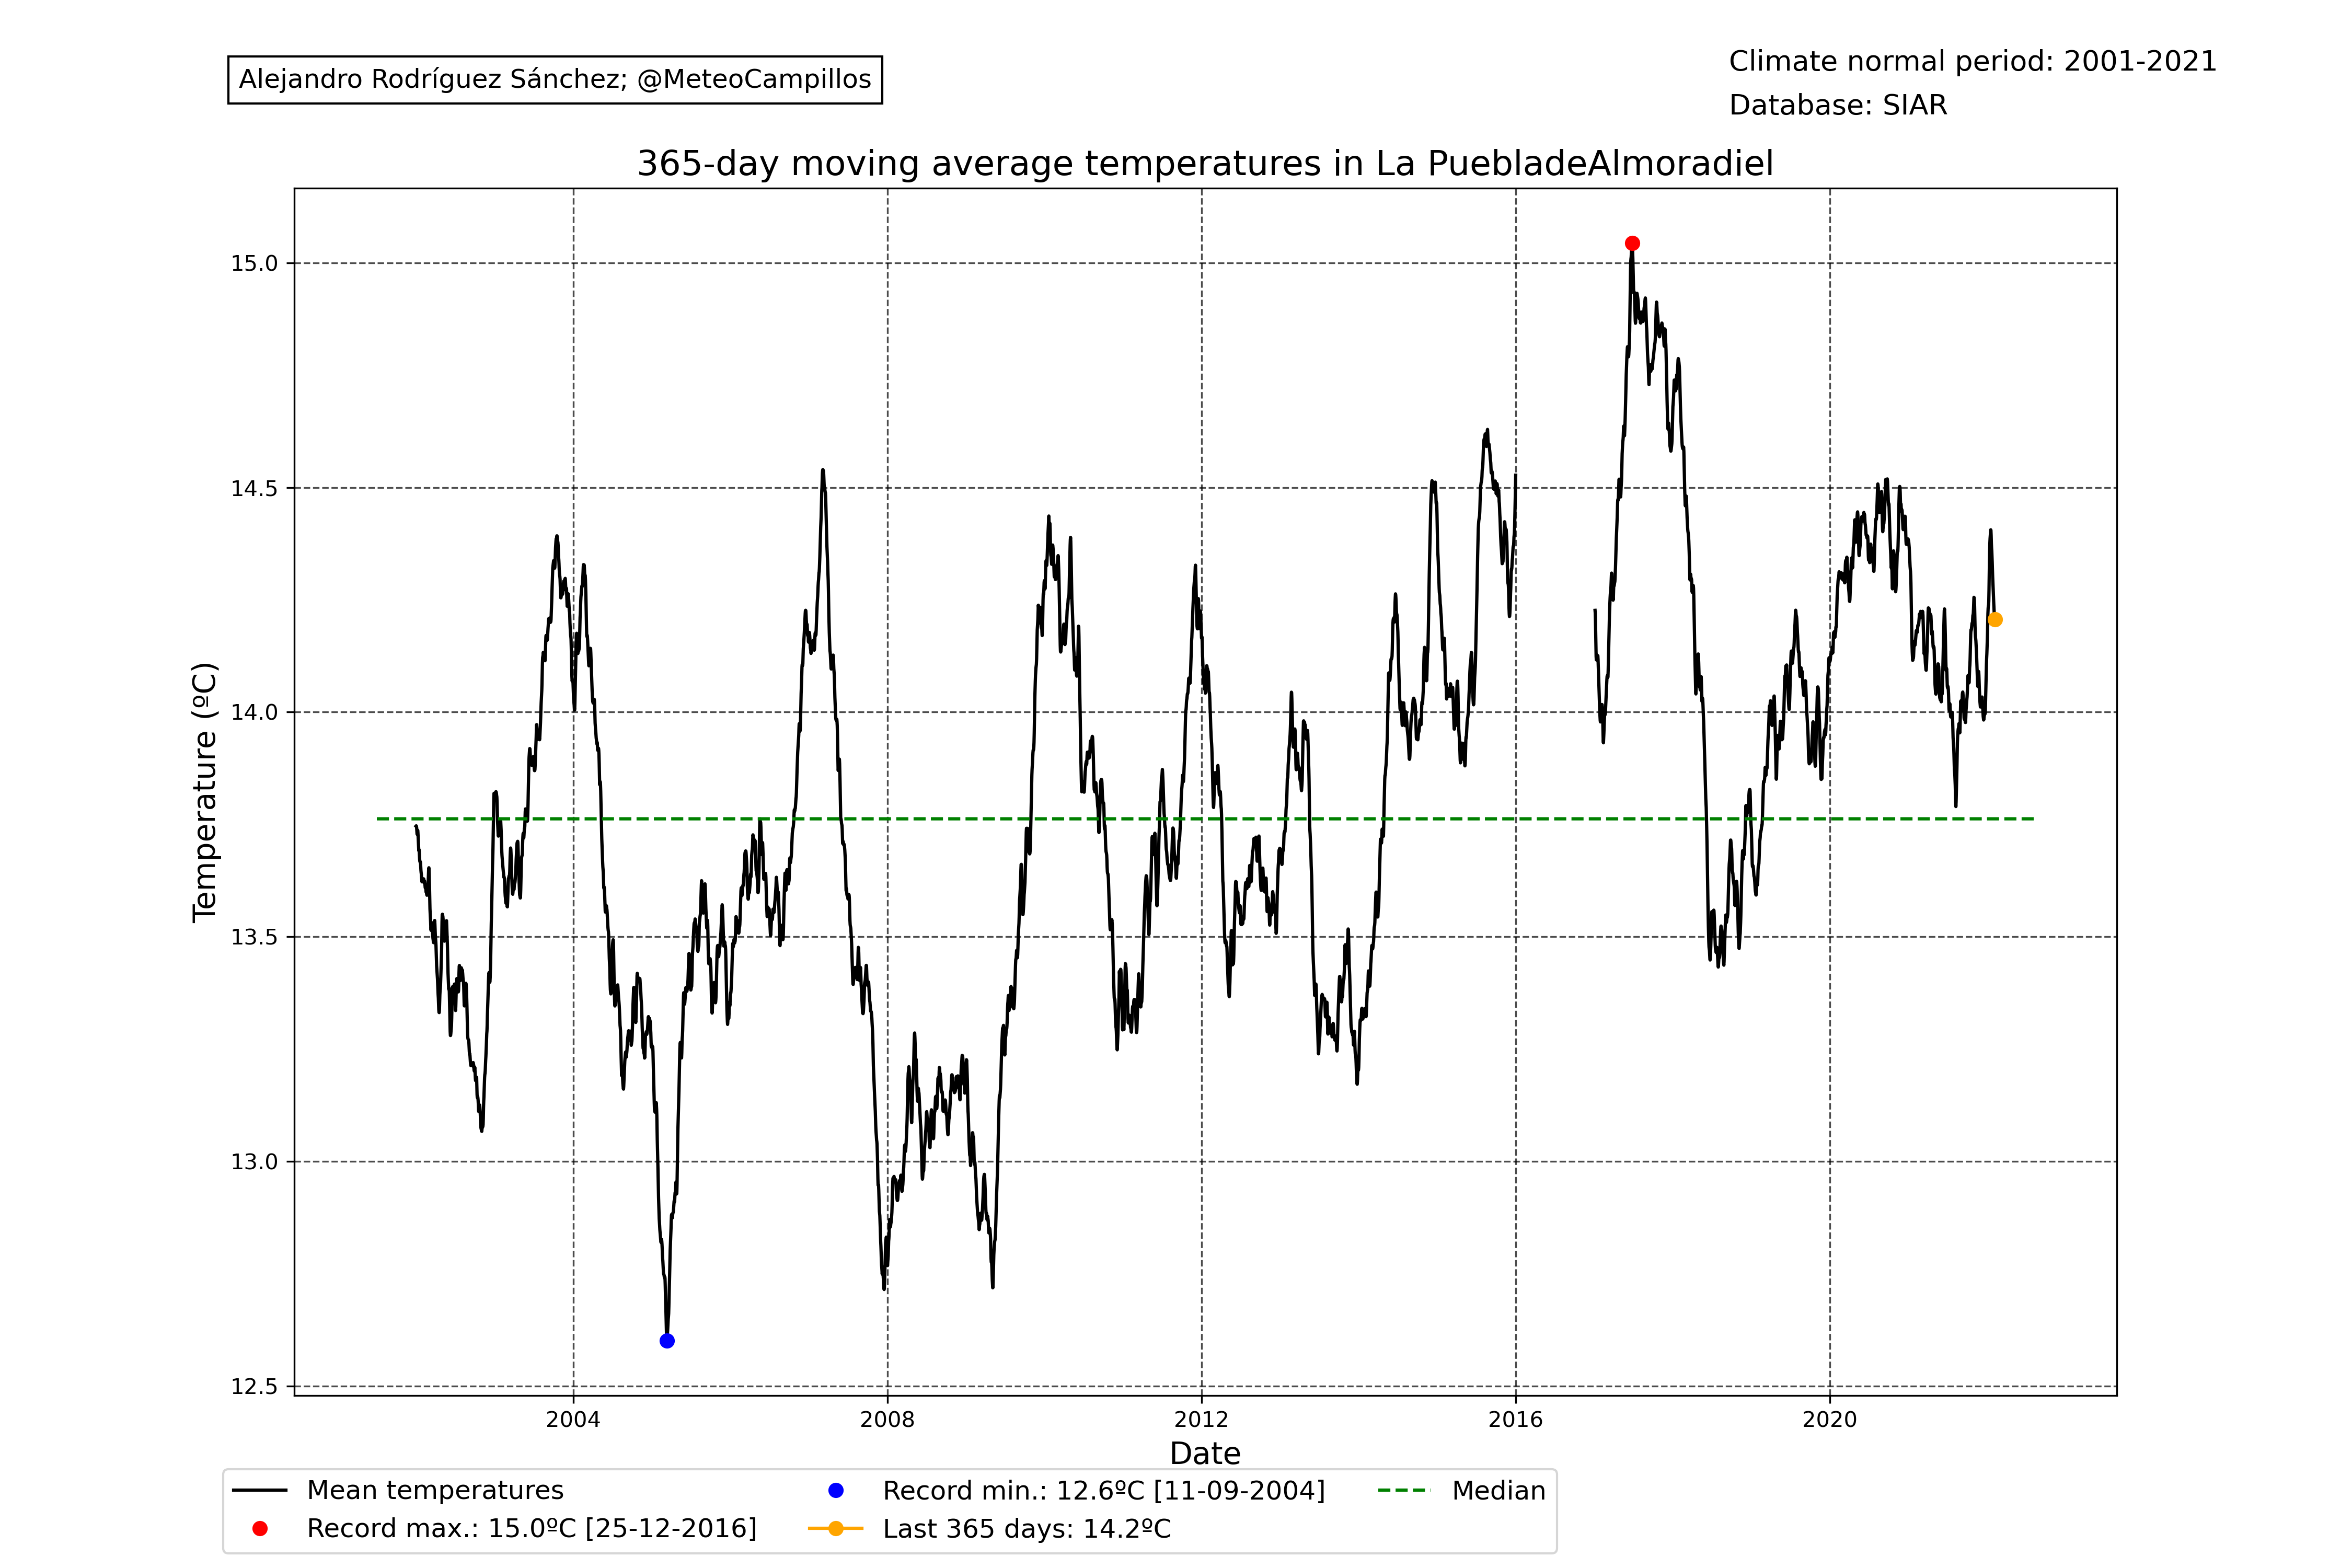 Alejandro Rodríguez Sánchez; @MeteoCampillos
Climate normal period: 2001-2021
Database: SIAR
365-day moving average temperatures in La PuebladeAlmoradiel
Temperature (ºC)
15.0
14.5
14.0
13.5
13.0
12.5
2004
2008
2012
2016
2020
Date
Mean temperatures
Record max.: 15.0ºC [25-12-2016]
Record min.: 12.6ºC [11-09-2004]
Last 365 days: 14.2ºC
Median